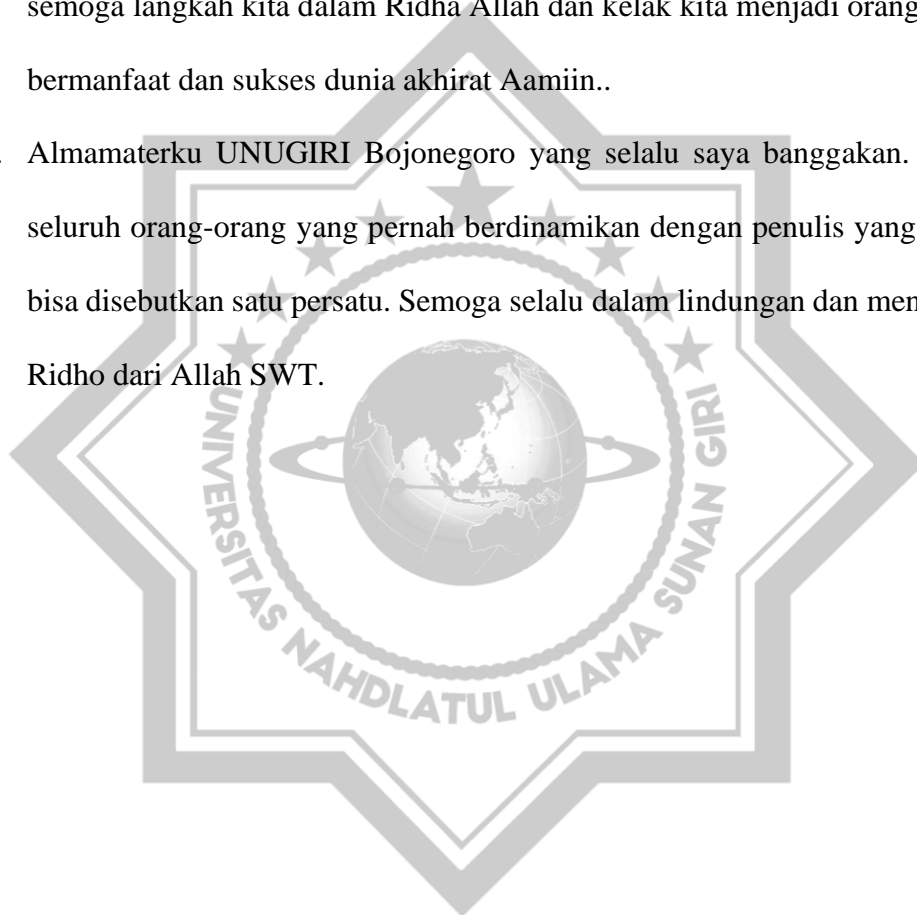 semoga langkah kita dalam Ridha Allah dan kelak kita menjadi orang
bermanfaat dan sukses dunia akhirat Aamiin..
. Almamaterku UNUGIRI Bojonegoro yang selalu saya banggakan.
seluruh orang-orang yang pernah berdinamikan dengan penulis yang
bisa disebutkan satu persatu. Semoga selalu dalam lindungan dan men
Ridho dari Allah SWT.
UNIVERSITAS NAHDLATUL ULAMA SUNAN GIRI